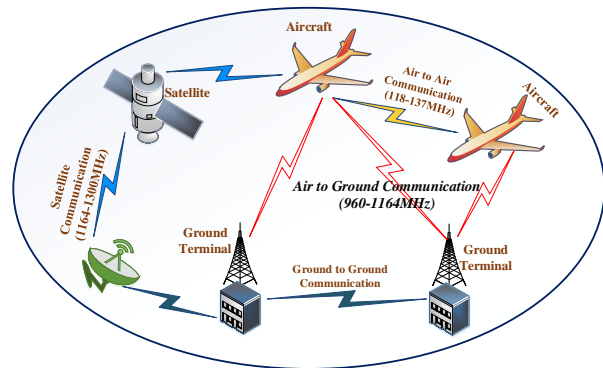 Aircraft
Satellite
Air to Air
Communication
(118-137MHz)
Aircraft
Satellite
Communication
(1164-1300MHz)
Air to Ground Communication
(960-1164MHz)
Ground
Terminal
Ground
Terminal
Ground to Ground
Communication